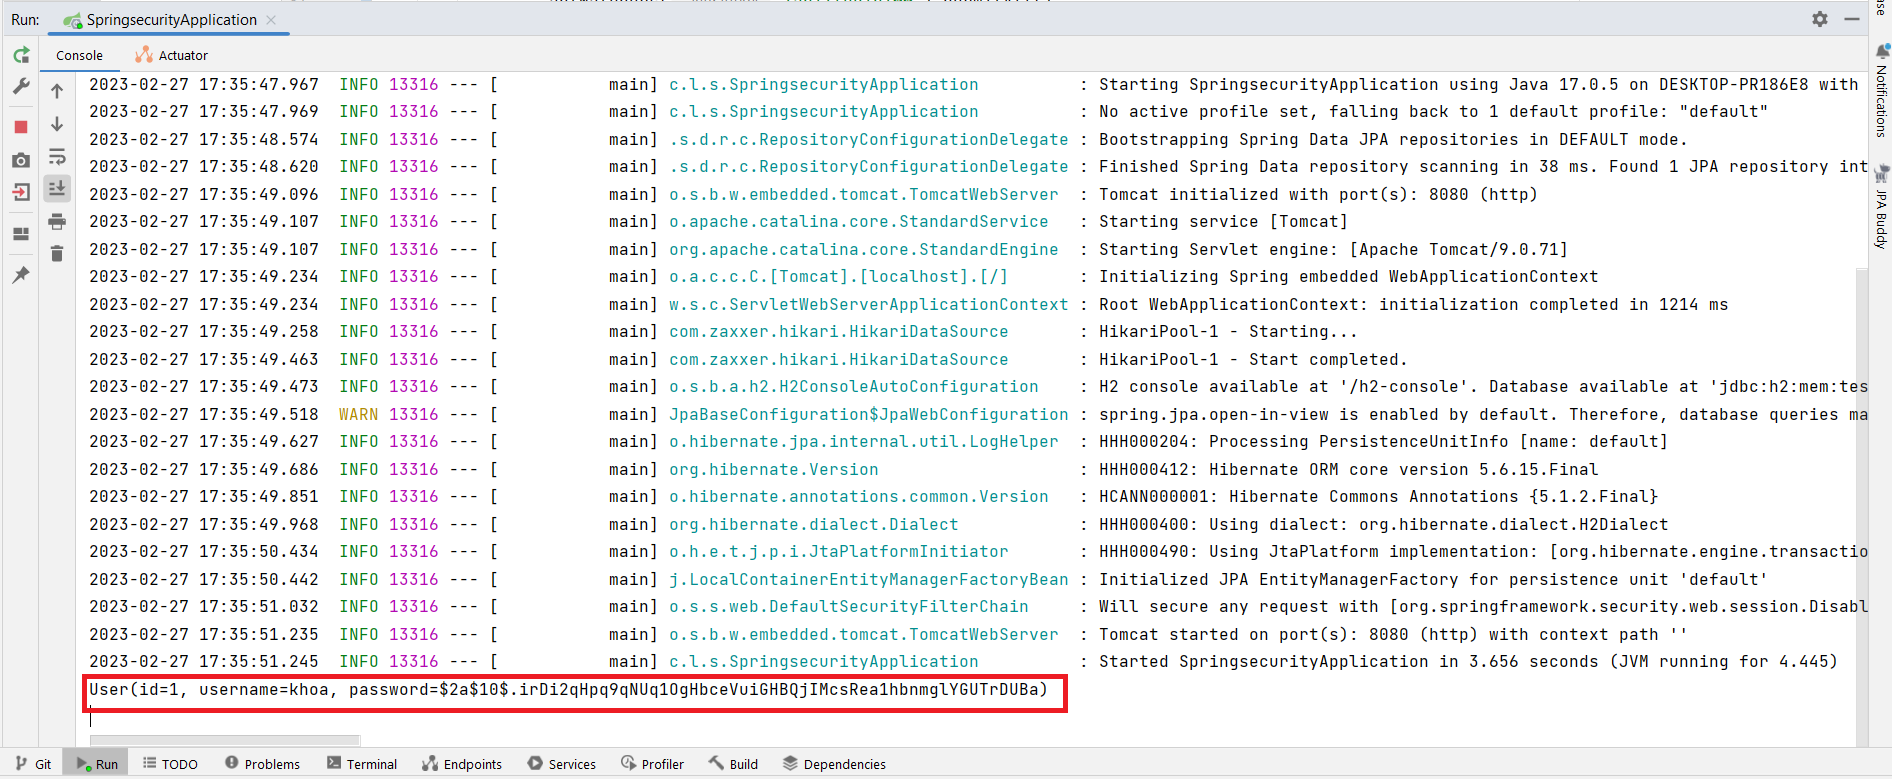 Run: SpringsecurityApplication
Console Actuator
2023-02-27 17:35:47.967 INFO 13316 --- [ main] c.l.s.SpringsecurityApplication : Starting SpringsecurityApplication using Java 17.0.5 on DESKTOP-PR186E8 with
2023-02-27 17:35:47.969 INFO 13316 --- [ main] c.l.s.SpringsecurityApplication : No active profile set, falling back to 1 default profile: "default"
2023-02-27 17:35:48.574 INFO 13316 --- [ main] .s.d.r.c.RepositoryConfigurationDelegate : Bootstrapping Spring Data JPA repositories in DEFAULT mode.
2023-02-27 17:35:48.620 INFO 13316 --- [ main] .s.d.r.c.RepositoryConfigurationDelegate : Finished Spring Data repository scanning in 38 ms. Found 1 JPA repository int
2023-02-27 17:35:49.096 INFO 13316 --- [ main] o.s.b.w.embedded.tomcat.TomcatWebServer : Tomcat initialized with port(s): 8080 (http)
2023-02-27 17:35:49.107 INFO 13316 --- [ main] o.apache.catalina.core.StandardService : Starting service [Tomcat]
2023-02-27 17:35:49.107 INFO 13316 --- [ main] org.apache.catalina.core.StandardEngine : Starting Servlet engine: [Apache Tomcat/9.0.71]
2023-02-27 17:35:49.234 INFO 13316 --- [ main] o.a.c.c.C.[Tomcat].[localhost].[/] : Initializing Spring embedded WebApplicationContext
2023-02-27 17:35:49.234 INFO 13316 --- [ main] w.s.c.ServletWebServerApplicationContext : Root WebApplicationContext: initialization completed in 1214 ms
2023-02-27 17:35:49.258 INFO 13316 --- [ main] com.zaxxer.hikari.HikariDataSource : HikariPool-1 - Starting...
2023-02-27 17:35:49.463 INFO 13316 --- [ main] com.zaxxer.hikari.HikariDataSource : HikariPool-1 - Start completed.
2023-02-27 17:35:49.473 INFO 13316 --- [ main] o.s.b.a.h2.H2ConsoleAutoConfiguration : H2 console available at '/h2-console'. Database available at 'jdbc:h2:mem:tes
2023-02-27 17:35:49.518 WARN 13316 --- [ main] JpaBaseConfiguration$JpaWebConfiguration : spring.jpa.open-in-view is enabled by default. Therefore, database queries ma
2023-02-27 17:35:49.627 INFO 13316 --- [ main] o.hibernate.jpa.internal.util.LogHelper : HHH000204: Processing PersistenceUnitInfo [name: default]
2023-02-27 17:35:49.686 INFO 13316 --- [ main] org.hibernate.Version : HHH000412: Hibernate ORM core version 5.6.15.Final
2023-02-27 17:35:49.851 INFO 13316 --- [ main] o.hibernate.annotations.common.Version : HCANN000001: Hibernate Commons Annotations {5.1.2.Final}
2023-02-27 17:35:49.968 INFO 13316 --- [ main] org.hibernate.dialect.Dialect : HHH000400: Using dialect: org.hibernate.dialect.H2Dialect
2023-02-27 17:35:50.434 INFO 13316 --- [ main] o.h.e.t.j.p.i.JtaPlatformInitiator : HHH000490: Using JtaPlatform implementation: [org.hibernate.engine.transactio
2023-02-27 17:35:50.442 INFO 13316 --- [ main] j.LocalContainerEntityManagerFactoryBean : Initialized JPA EntityManagerFactory for persistence unit 'default'
2023-02-27 17:35:51.032 INFO 13316 --- [ main] o.s.s.web.DefaultSecurityFilterChain : Will secure any request with [org.springframework.security.web.session.Disabl
2023-02-27 17:35:51.235 INFO 13316 --- [ main] o.s.b.w.embedded.tomcat.TomcatWebServer : Tomcat started on port(s): 8080 (http) with context path ''
2023-02-27 17:35:51.245 INFO 13316 --- [ main] c.l.s.SpringsecurityApplication : Started SpringsecurityApplication in 3.656 seconds (JVM running for 4.445)
User(id=1, username=khoa, password=$2a$10$.irDi2qHpq9qNUq1OgHbceVuiGHBQjIMcsRea1hbnmglYGUTrDUBa)
Git Run TODO Problems Terminal Endpoints Services Profiler Build Dependencies
Notifications
JPA Buddy